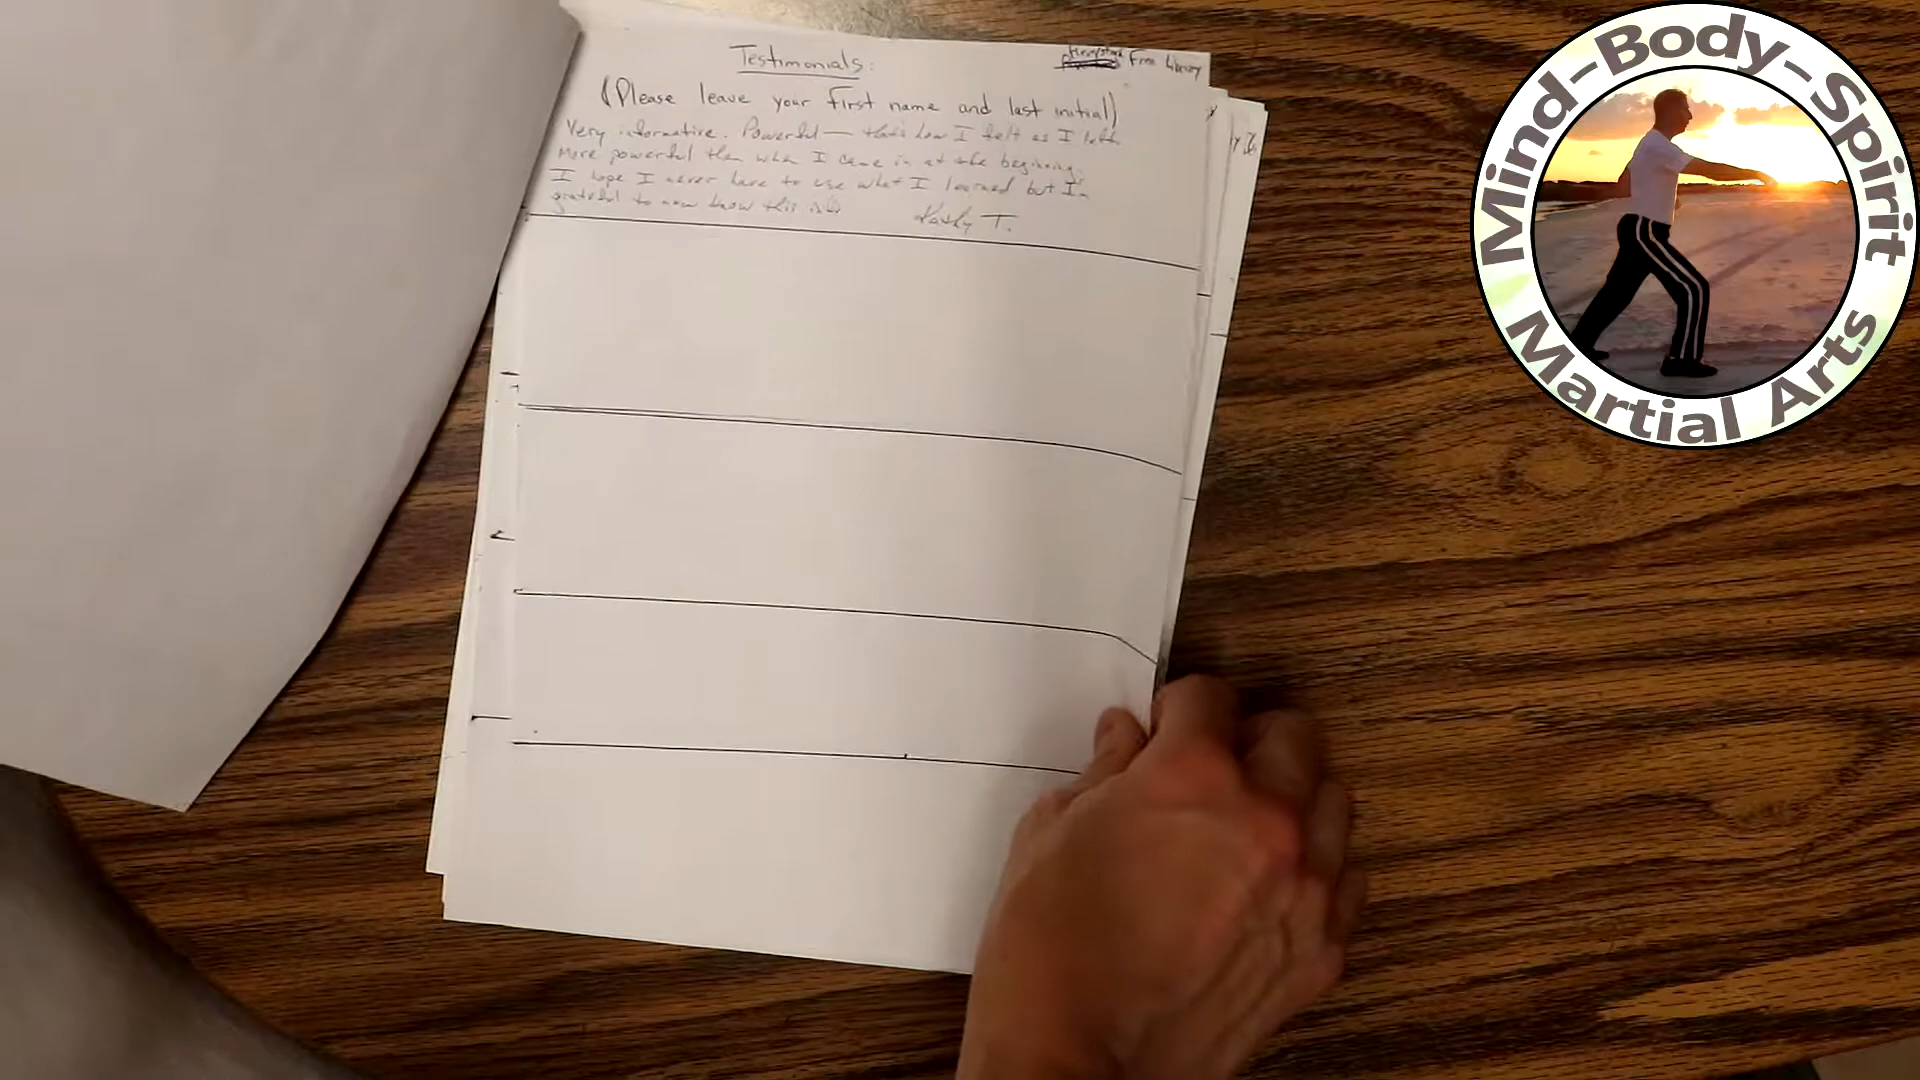 Testimonials:
Free Library
(Please leave your first name and last initial)
Very informative. Powerful — that's how I felt as I left.
More powerful then when I came in at the beginning.
I hope I never have to use what I learned but I'm
grateful to now know this
Kathy T.
Mind-Body-Spirit
Martial Arts